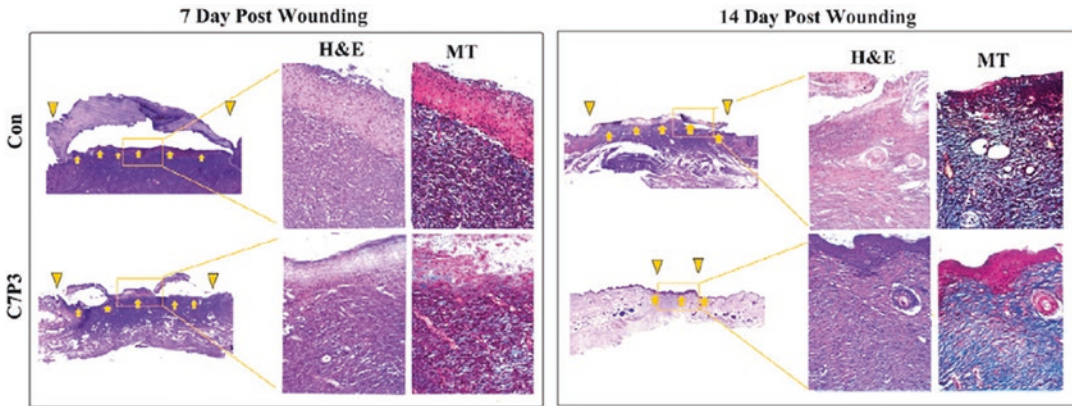 7 Day Post Wounding
14 Day Post Wounding
H&E MT
H&E MT
Con
C7P3